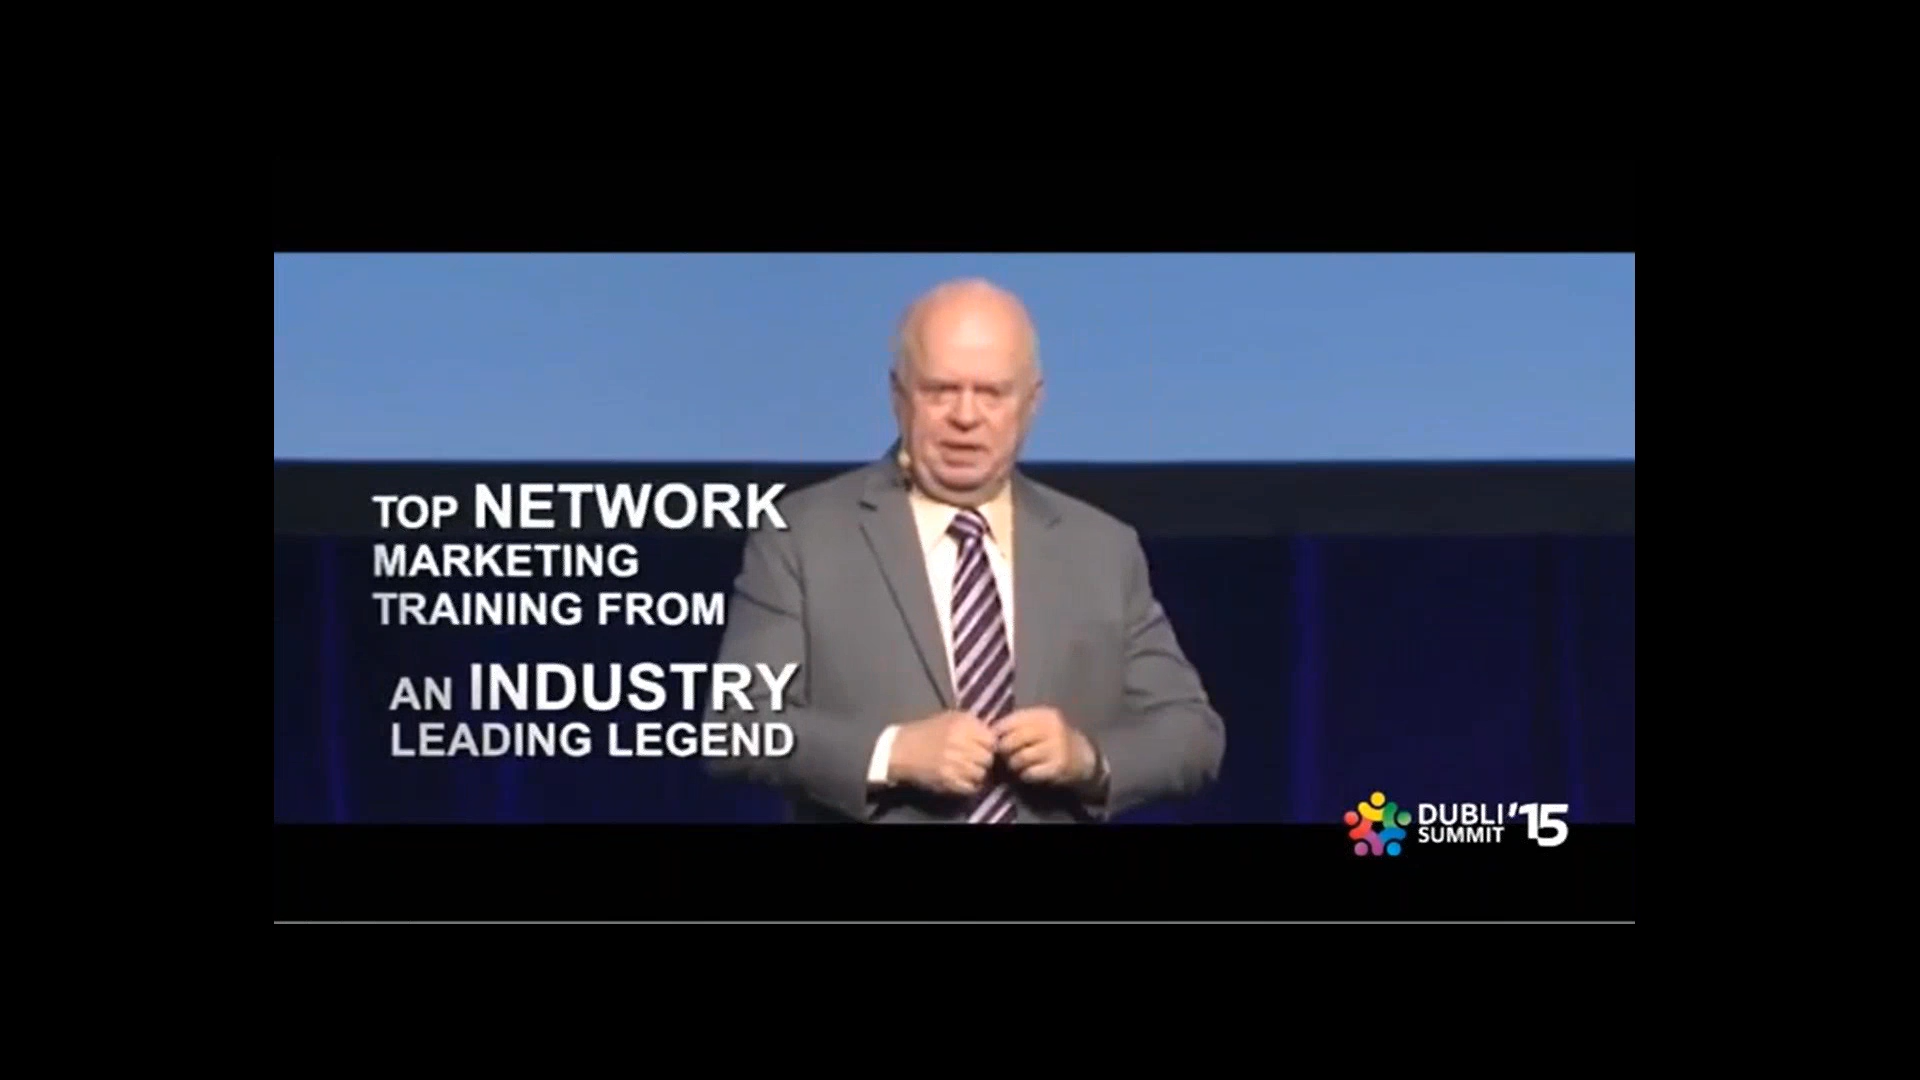 TOP NETWORK
MARKETING
TRAINING FROM
AN INDUSTRY
LEADING LEGEND
DUBLI '15
SUMMIT